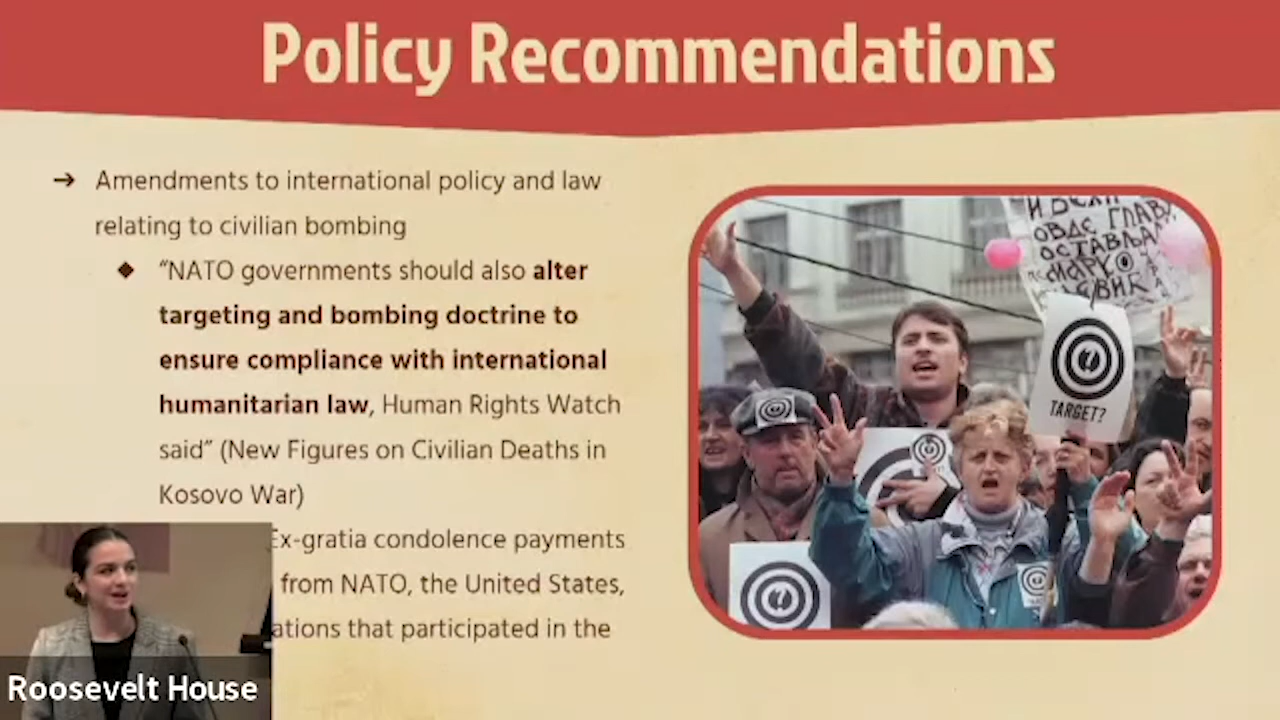 Policy Recommendations
➔ Amendments to international policy and law
relating to civilian bombing
◆ “NATO governments should also alter
targeting and bombing doctrine to
ensure compliance with international
humanitarian law, Human Rights Watch
said” (New Figures on Civilian Deaths in
Kosovo War)
Ex-gratia condolence payments
from NATO, the United States,
ations that participated in the
ОВДЄ ГЛАВ
ОСТАВЉА
TARGET?
Roosevelt House